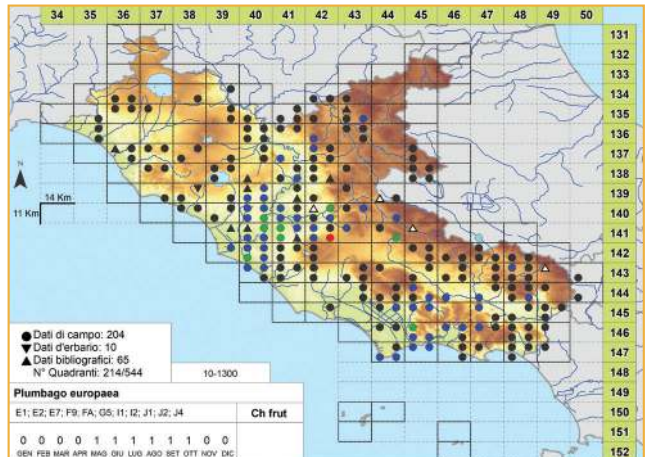 34 35 36 37 38 39 40 41 42 43 44 45 46 47 48 49 50
131
132
133
134
135
136
137
138
139
140
141
142
143
144
145
146
147
148
149
150
151
152
N
14 Km
11 Km
Dati di campo: 204
Dati d'erbario: 10
Dati bibliografici: 65
N° Quadranti: 214/544
10-1300
Plumbago europaea
E1; E2; E7; F9; FA; G5; I1; I2; J1; J2; J4
Ch frut
0 0 0 0 1 1 1 1 1 1 0 0
GEN FEB MAR APR MAG GIU LUG AGO SET OTT NOV DIC